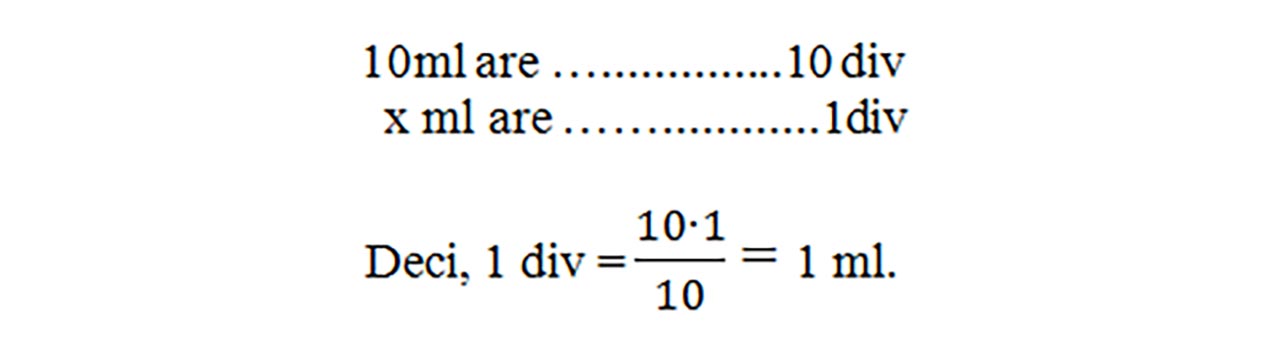 10ml are ....................10 div
x ml are ....................1div
Deci, 1 div = 10·1/10 = 1 ml.